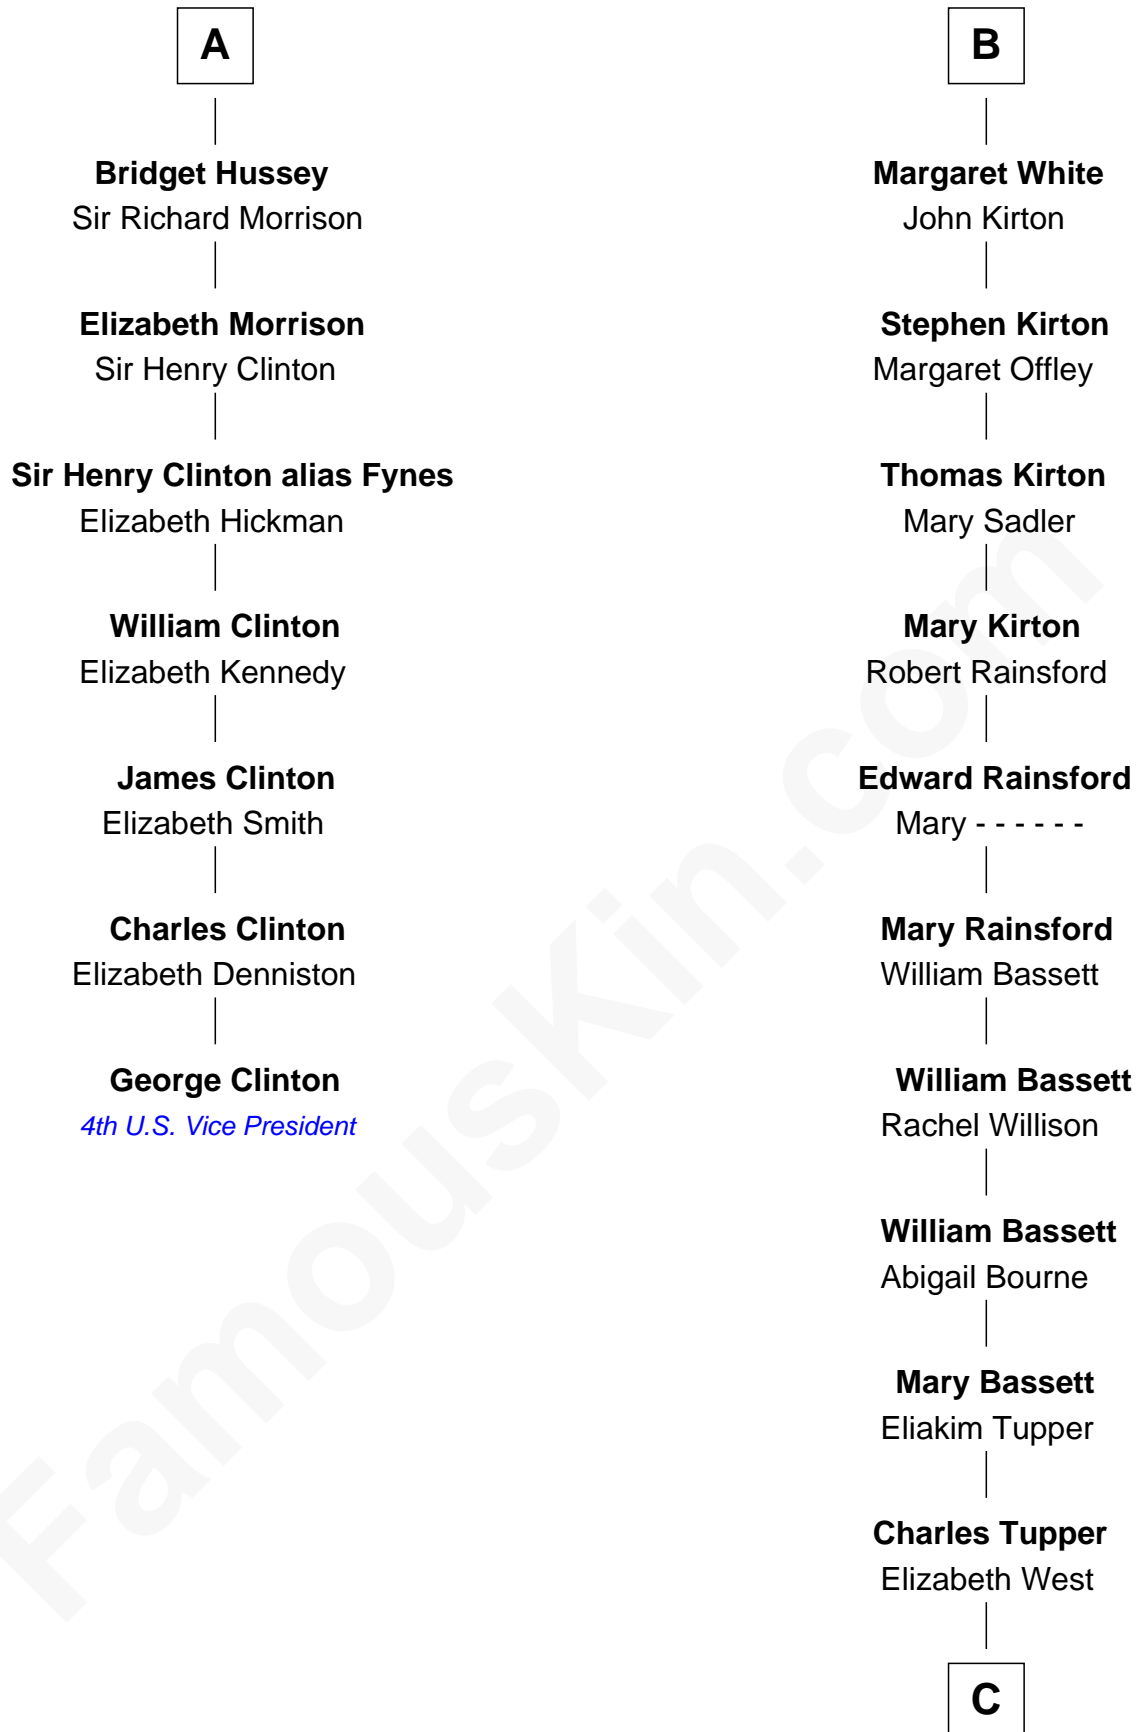 A
Bridget Hussey
Sir Richard Morrison
Elizabeth Morrison
Sir Henry Clinton
Sir Henry Clinton alias Fynes
Elizabeth Hickman
William Clinton
Elizabeth Kennedy
James Clinton
Elizabeth Smith
Charles Clinton
Elizabeth Denniston
George Clinton
4th U.S. Vice President
B
Margaret White
John Kirton
Stephen Kirton
Margaret Offley
Thomas Kirton
Mary Sadler
Mary Kirton
Robert Rainsford
Edward Rainsford
Mary - - - - - -
Mary Rainsford
William Bassett
William Bassett
Rachel Willison
William Bassett
Abigail Bourne
Mary Bassett
Eliakim Tupper
Charles Tupper
Elizabeth West
C
FamousKin.com